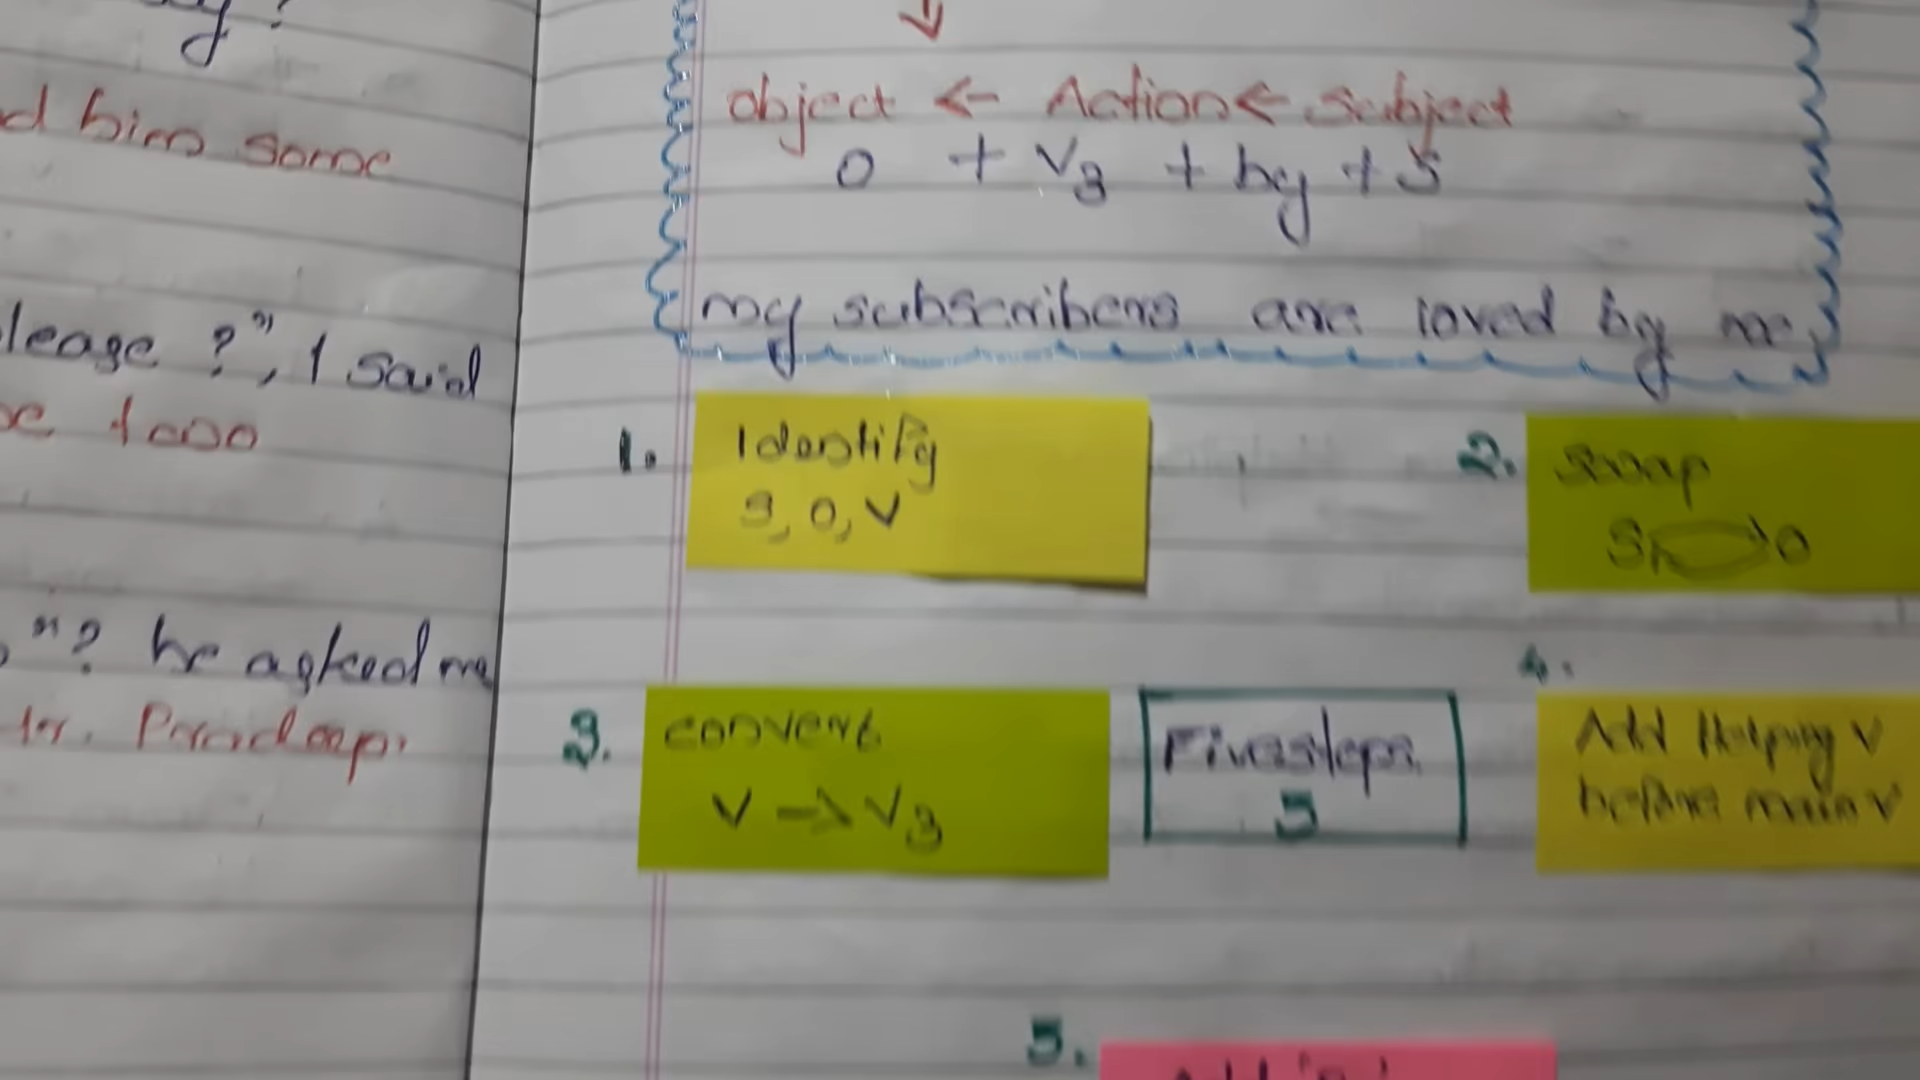 d him some
lease ?", I said
"? he asked me
Pradeep.
object ← Action ← Subject
O + V3 + by + S
my subscribers are loved by me
1. Identify
S, O, V
2. Swap
S O
3. convert
V → V3
Five steps
5
4.
Add Helping V
before main V
5.